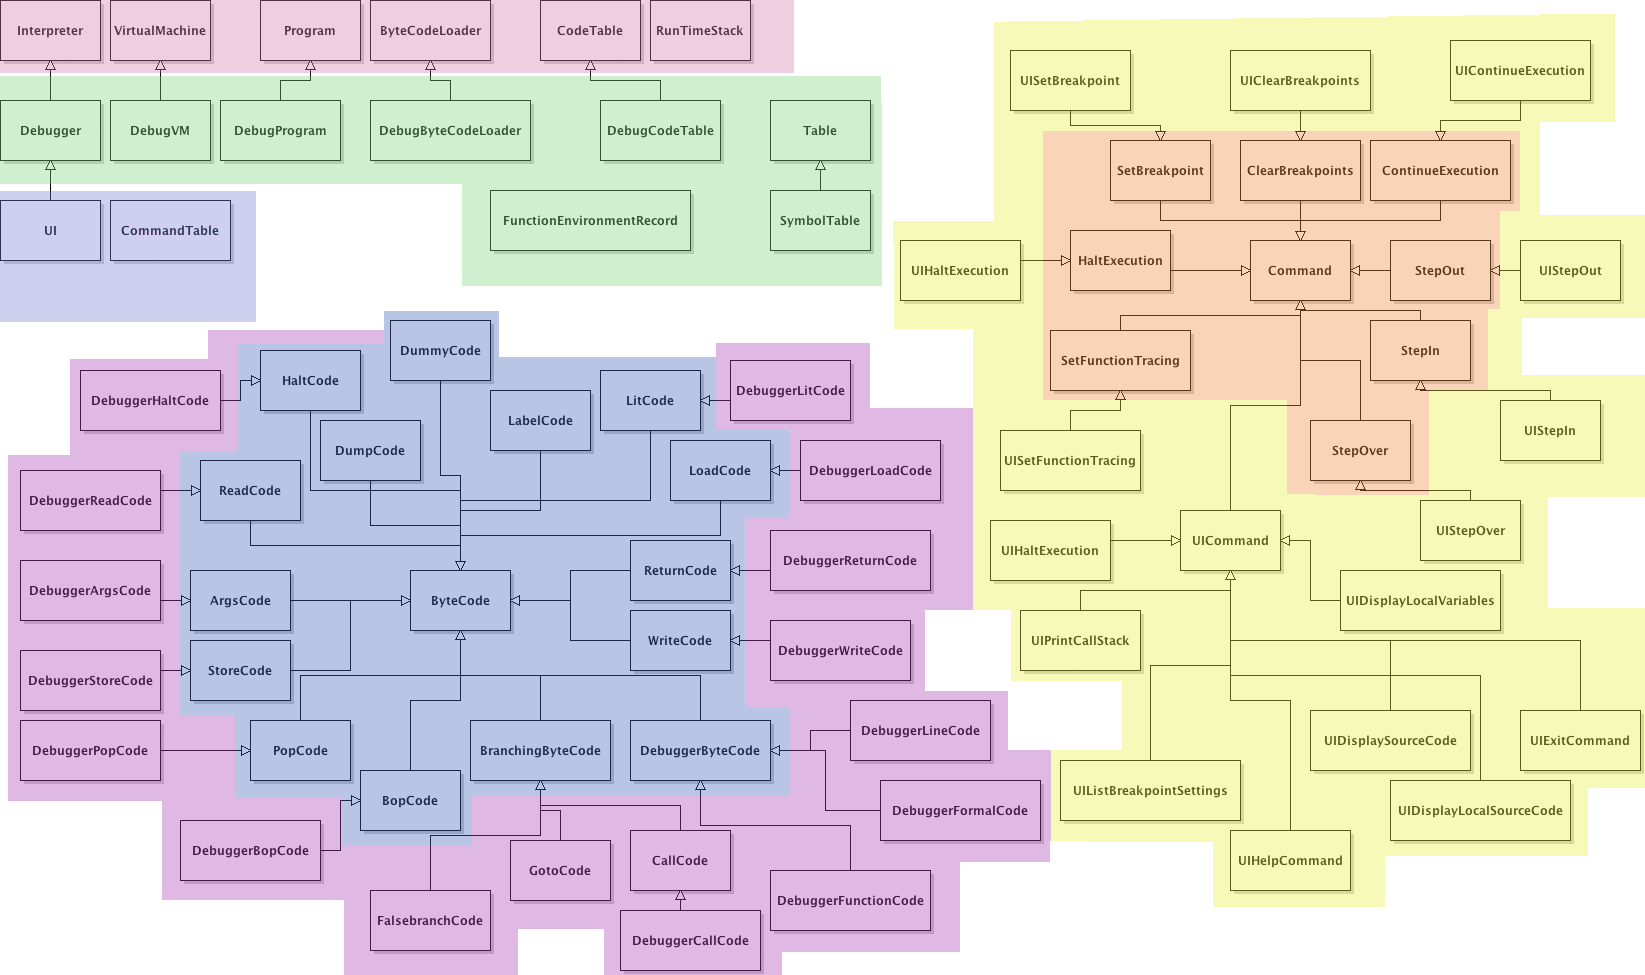 Interpreter
VirtualMachine
Program
ByteCodeLoader
CodeTable
RunTimeStack
Debugger
DebugVM
DebugProgram
DebugByteCodeLoader
DebugCodeTable
Table
FunctionEnvironmentRecord
SymbolTable
UI
CommandTable
UISetBreakpoint
UIClearBreakpoints
UIContinueExecution
SetBreakpoint
ClearBreakpoints
ContinueExecution
UIHaltExecution
HaltExecution
Command
StepOut
UIStepOut
SetFunctionTracing
StepIn
UISetFunctionTracing
StepOver
UIStepIn
UIHaltExecution
UICommand
UIStepOver
UIDisplayLocalVariables
UIPrintCallStack
UIDisplaySourceCode
UIExitCommand
UIListBreakpointSettings
UIDisplayLocalSourceCode
UIHelpCommand
DummyCode
DebuggerHaltCode
HaltCode
LitCode
DebuggerLitCode
LabelCode
DumpCode
LoadCode
DebuggerLoadCode
DebuggerReadCode
ReadCode
ReturnCode
DebuggerReturnCode
DebuggerArgsCode
ArgsCode
ByteCode
WriteCode
DebuggerWriteCode
DebuggerStoreCode
StoreCode
DebuggerPopCode
PopCode
BranchingByteCode
DebuggerByteCode
DebuggerLineCode
BopCode
DebuggerFormalCode
DebuggerBopCode
GotoCode
CallCode
DebuggerFunctionCode
FalsebranchCode
DebuggerCallCode